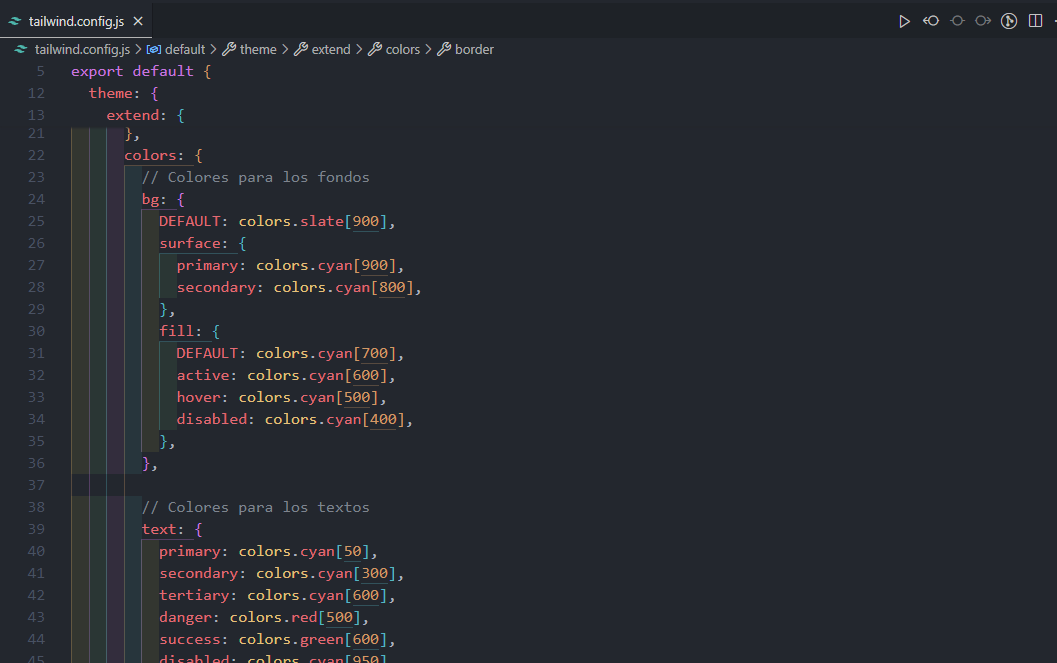 tailwind.config.js
tailwind.config.js > default > theme > extend > colors > border
5 export default {
12 theme: {
13 extend: {
21 },
22 colors: {
23 // Colores para los fondos
24 bg: {
25 DEFAULT: colors.slate[900],
26 surface: {
27 primary: colors.cyan[900],
28 secondary: colors.cyan[800],
29 },
30 fill: {
31 DEFAULT: colors.cyan[700],
32 active: colors.cyan[600],
33 hover: colors.cyan[500],
34 disabled: colors.cyan[400],
35 },
36 },
37
38 // Colores para los textos
39 text: {
40 primary: colors.cyan[50],
41 secondary: colors.cyan[300],
42 tertiary: colors.cyan[600],
43 danger: colors.red[500],
44 success: colors.green[600],
45 disabled: colors.cyan[950],